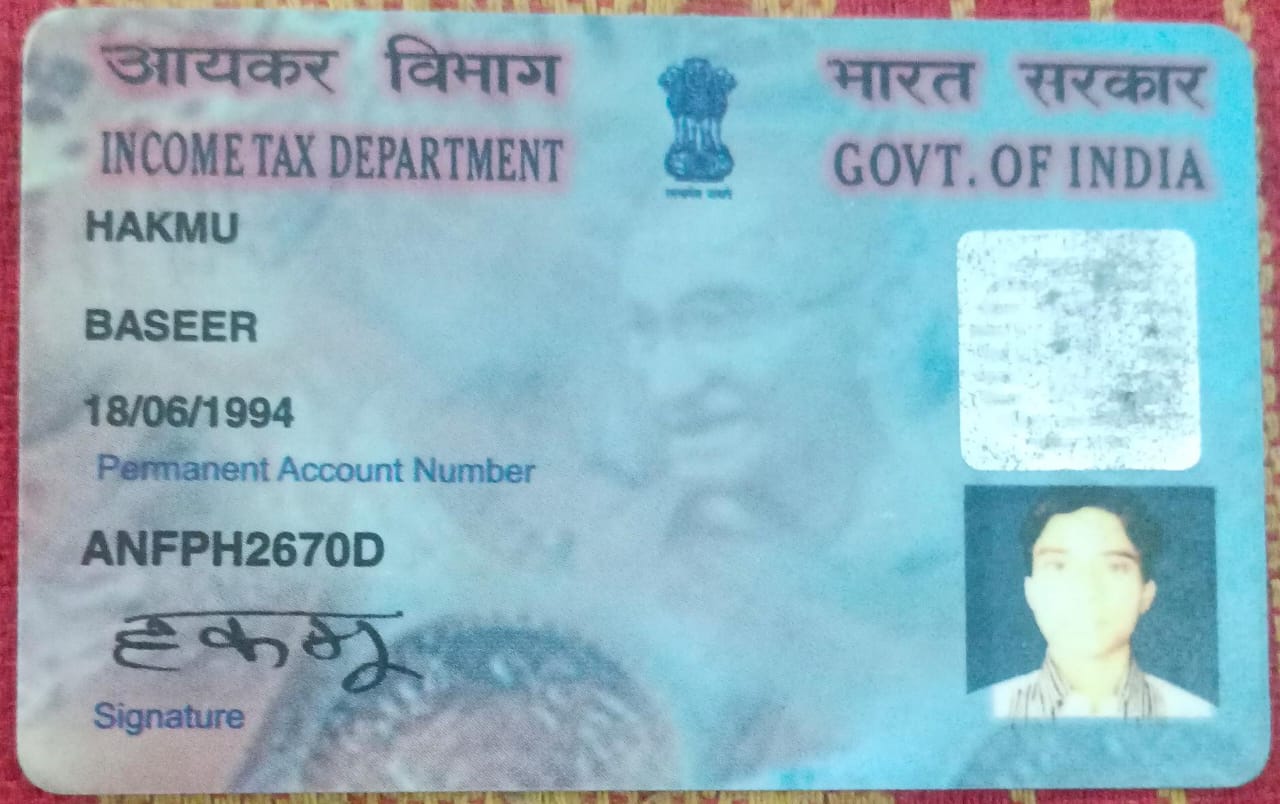 आयकर विभाग
INCOME TAX DEPARTMENT
भारत सरकार
GOVT. OF INDIA
HAKMU
BASEER
18/06/1994
Permanent Account Number
ANFPH2670D
हकमू
Signature